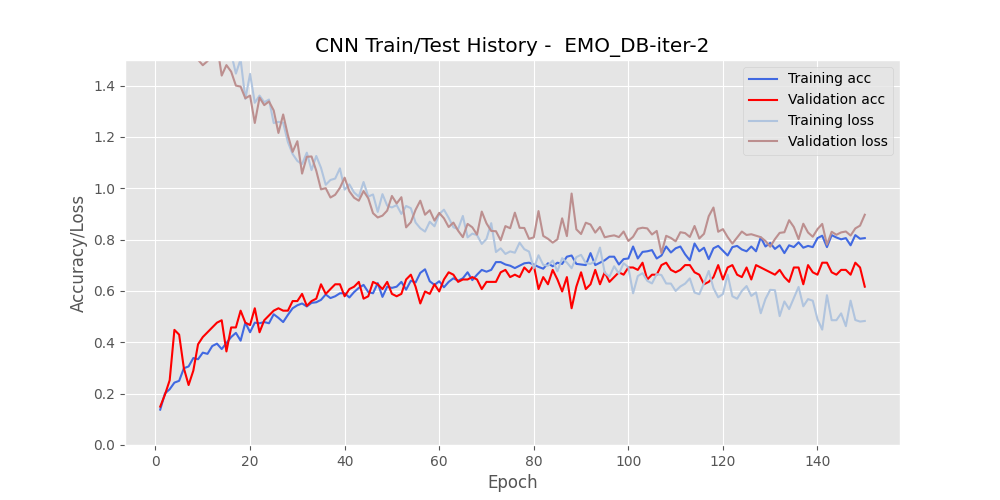 CNN Train/Test History -  EMO_DB-iter-2
Training acc
Validation acc
Training loss
Validation loss
Accuracy/Loss
1.4
1.2
1.0
0.8
0.6
0.4
0.2
0.0
0 20 40 60 80 100 120 140
Epoch